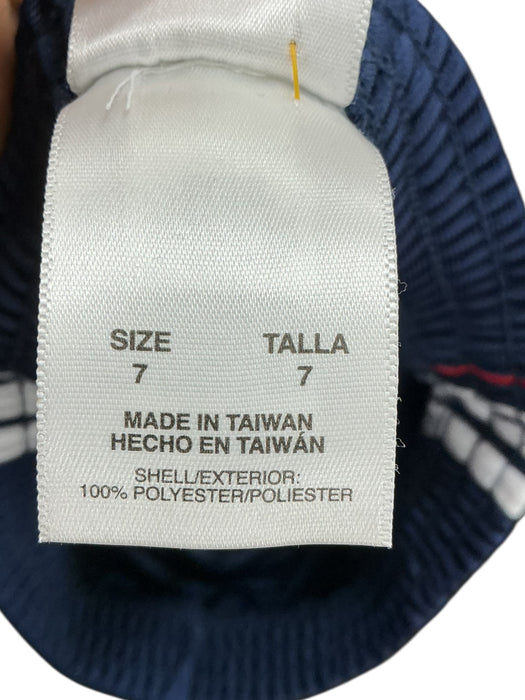 SIZE TALLA
7 7
MADE IN TAIWAN
HECHO EN TAIWÁN
SHELL/EXTERIOR:
100% POLYESTER/POLIESTER